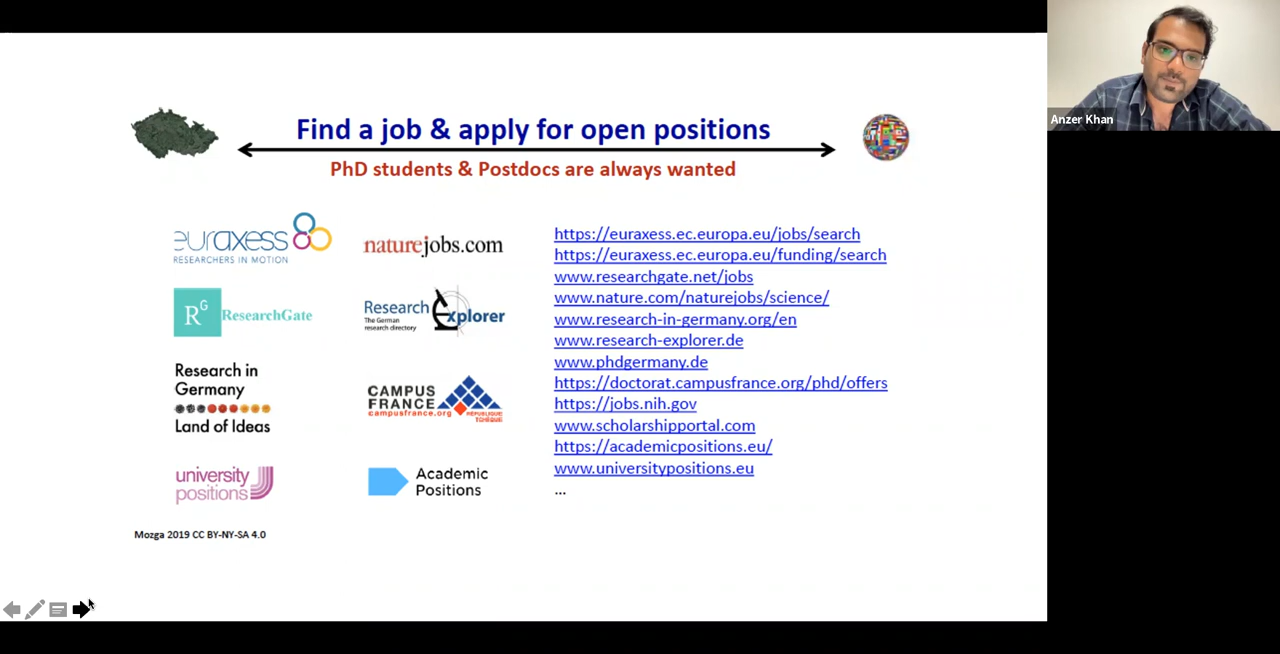 Find a job & apply for open positions
PhD students & Postdocs are always wanted
Anzer Khan
euraxess
RESEARCHERS IN MOTION
naturejobs.com
RG
ResearchGate
Research Explorer
The German
research directory
Research in
Germany
Land of Ideas
CAMPUS
FRANCE
campusfrance.org
RÉPUBLIQUE
TCHÈQUE
university
positions
Academic
Positions
https://euraxess.ec.europa.eu/jobs/search
https://euraxess.ec.europa.eu/funding/search
www.researchgate.net/jobs
www.nature.com/naturejobs/science/
www.research-in-germany.org/en
www.research-explorer.de
www.phdgermany.de
https://doctorat.campusfrance.org/phd/offers
https://jobs.nih.gov
www.scholarshipportal.com
https://academicpositions.eu/
www.universitypositions.eu
...
Mozga 2019 CC BY-NY-SA 4.0